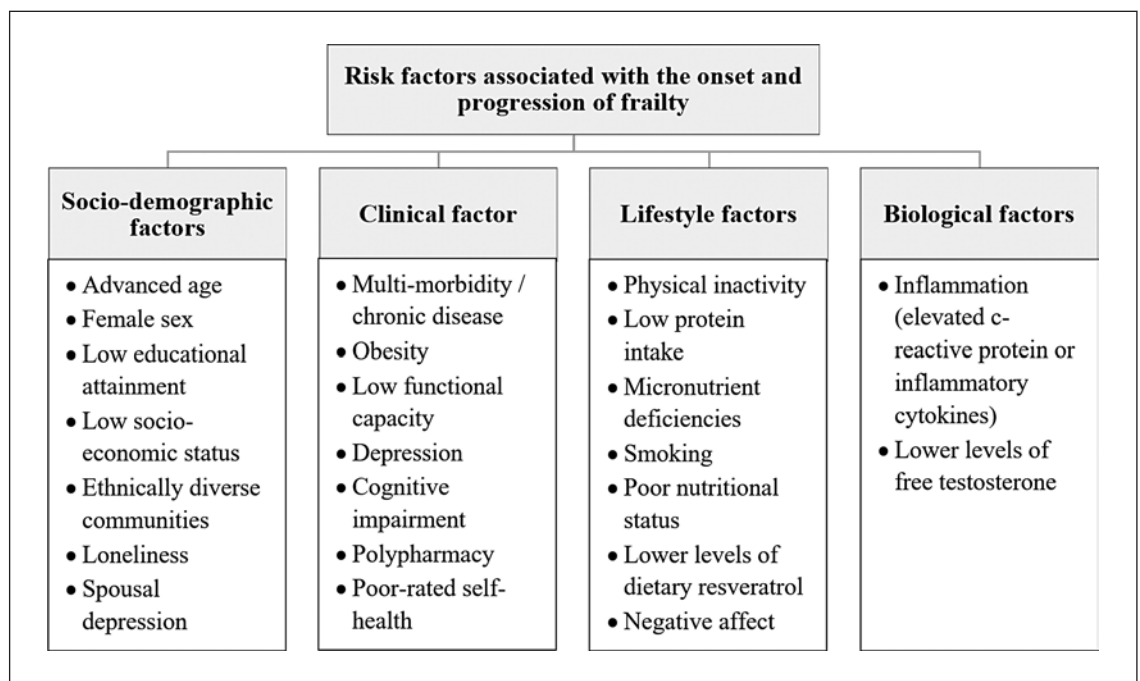 Risk factors associated with the onset and
progression of frailty
Socio-demographic
factors
• Advanced age
• Female sex
• Low educational
attainment
• Low socio-
economic status
• Ethnically diverse
communities
• Loneliness
• Spousal
depression
Clinical factor
• Multi-morbidity /
chronic disease
• Obesity
• Low functional
capacity
• Depression
• Cognitive
impairment
• Polypharmacy
• Poor-rated self-
health
Lifestyle factors
• Physical inactivity
• Low protein
intake
• Micronutrient
deficiencies
• Smoking
• Poor nutritional
status
• Lower levels of
dietary resveratrol
• Negative affect
Biological factors
• Inflammation
(elevated c-
reactive protein or
inflammatory
cytokines)
• Lower levels of
free testosterone